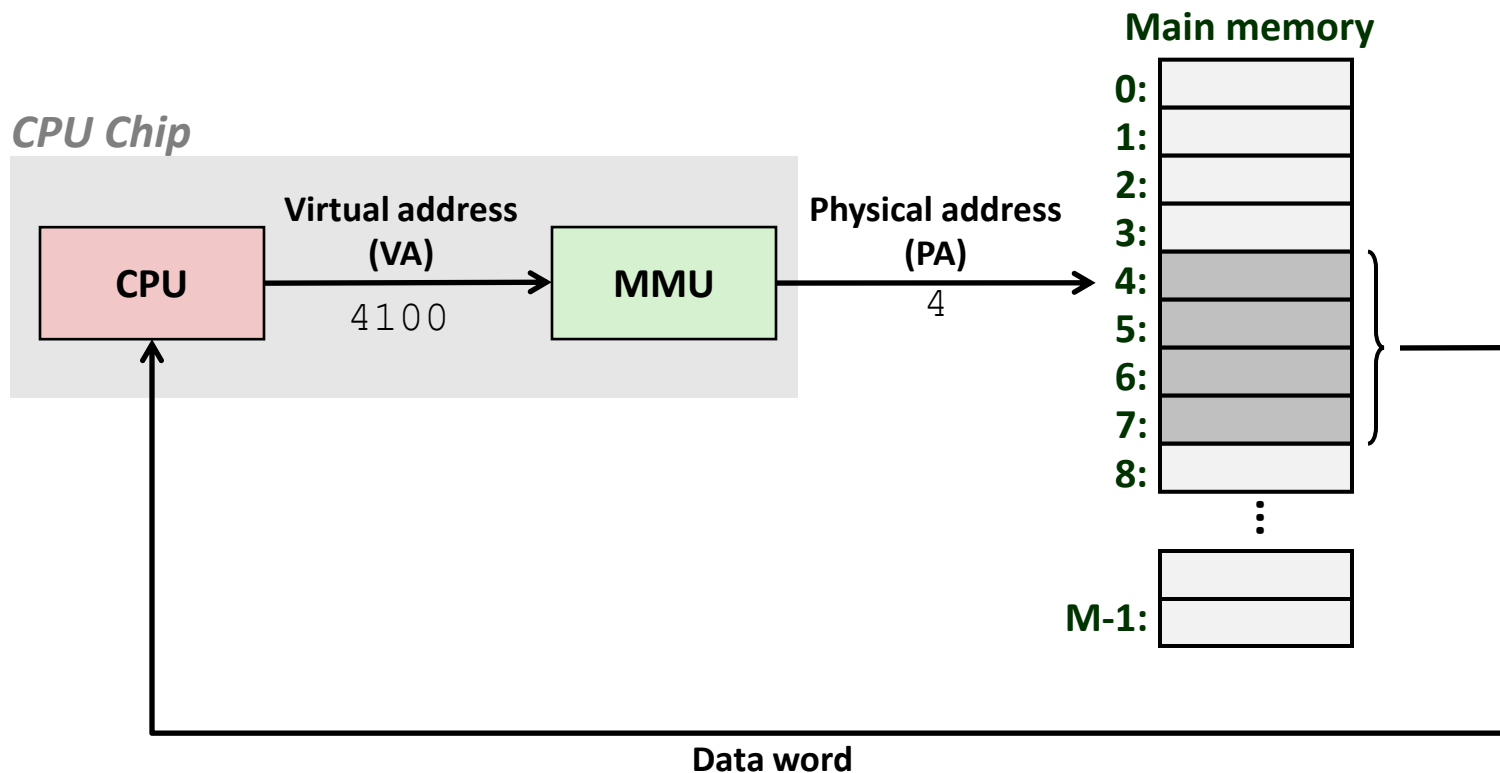 Main memory
CPU Chip
0:
1:
2:
3:
4:
5:
6:
7:
8:
M-1:
CPU
Virtual address
(VA)
4100
MMU
Physical address
(PA)
4
Data word